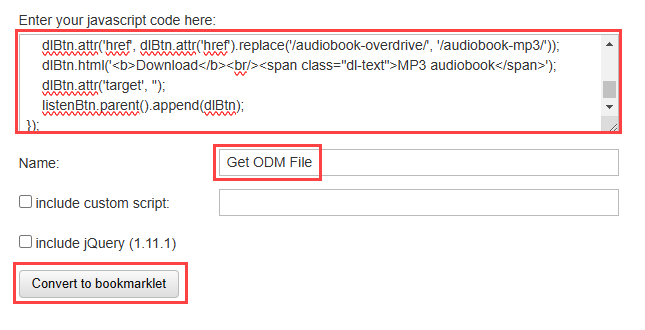 Enter your javascript code here:
dlBtn.attr('href', dlBtn.attr('href').replace('/audiobook-overdrive/', '/audiobook-mp3/'));
dlBtn.html('<b>Download</b><br/><span class="dl-text">MP3 audiobook</span>');
dlBtn.attr('target', '');
listenBtn.parent().append(dlBtn);
});
Name:
Get ODM File
include custom script:
include jQuery (1.11.1)
Convert to bookmarklet